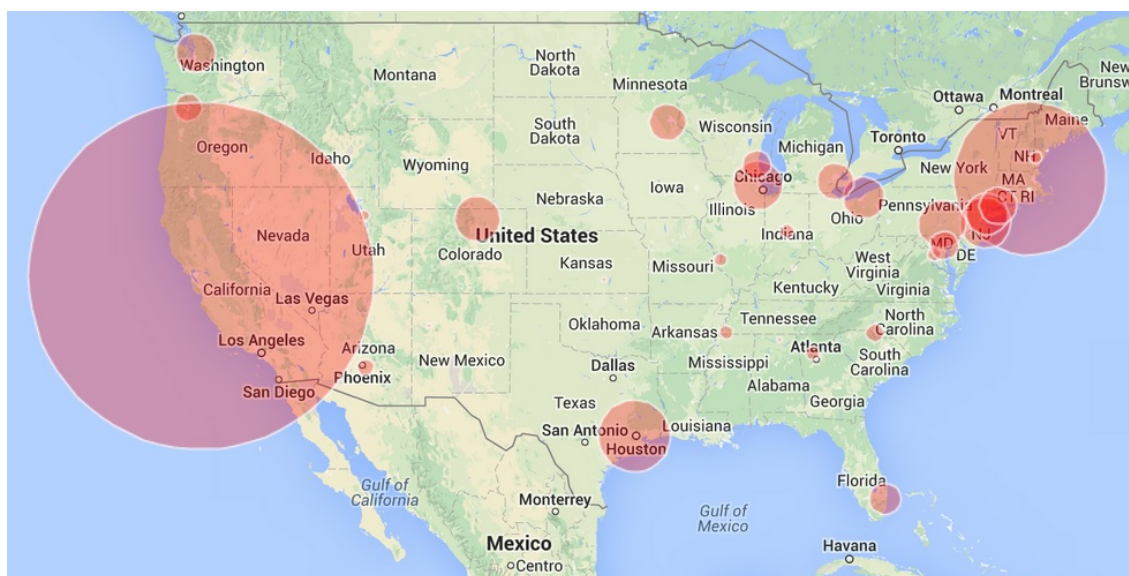 Washington
Montana
North
Dakota
Minnesota
Ottawa
Montreal
New
Brunsw
Maine
Oregon
Idaho
South
Dakota
Wisconsin
Michigan
Toronto
VT
NH
Wyoming
New York
MA
CT RI
Iowa
Chicago
Nebraska
Illinois
Ohio
Pennsylvania
Nevada
Utah
Colorado
United States
Indiana
MD
NJ
DE
California
Las Vegas
Kansas
Missouri
West
Virginia
Virginia
Kentucky
Los Angeles
Arizona
Phoenix
New Mexico
Oklahoma
Arkansas
Tennessee
North
Carolina
Atlanta
South
Carolina
Mississippi
Alabama
Georgia
Dallas
San Diego
Texas
San Antonio
Houston
Louisiana
Gulf of
California
Monterrey
Gulf of
Mexico
Florida
Mexico
Centro
Havana